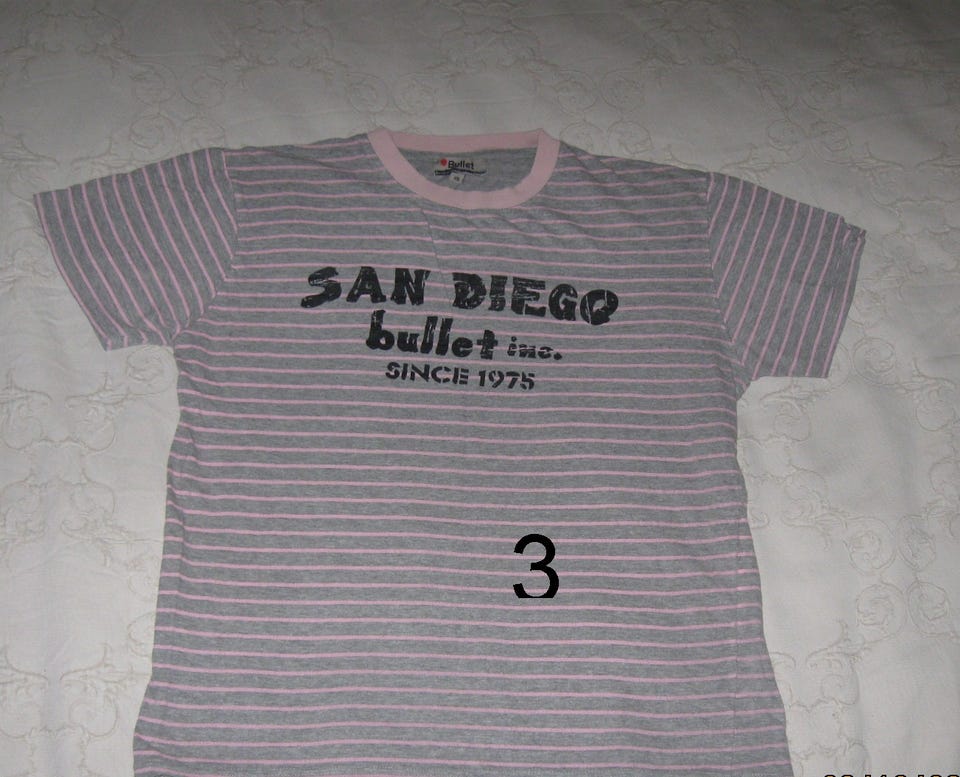 Bullet
SAN DIEGO
bullet inc.
SINCE 1975
3